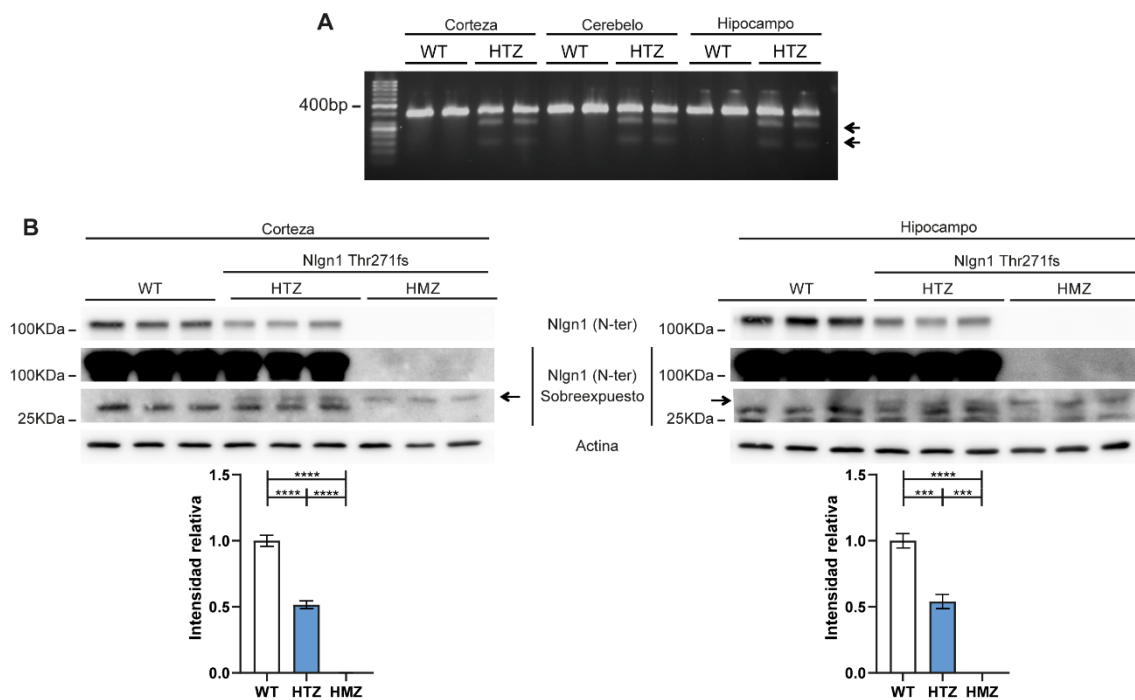 A
Corteza Cerebelo Hipocampo
WT HTZ WT HTZ WT HTZ
400bp
B
Corteza
Nlgn1 Thr271fs
WT HTZ HMZ
100KDa
100KDa
25KDa
Nlgn1 (N-ter)
Nlgn1 (N-ter)
Sobreexpuesto
Actina
Hipocampo
Nlgn1 Thr271fs
WT HTZ HMZ
100KDa
100KDa
25KDa
Intensidad relativa
1.5
1.0
0.5
0.0
****
**** ****
WT HTZ HMZ
Intensidad relativa
1.5
1.0
0.5
0.0
****
*** ***
WT HTZ HMZ